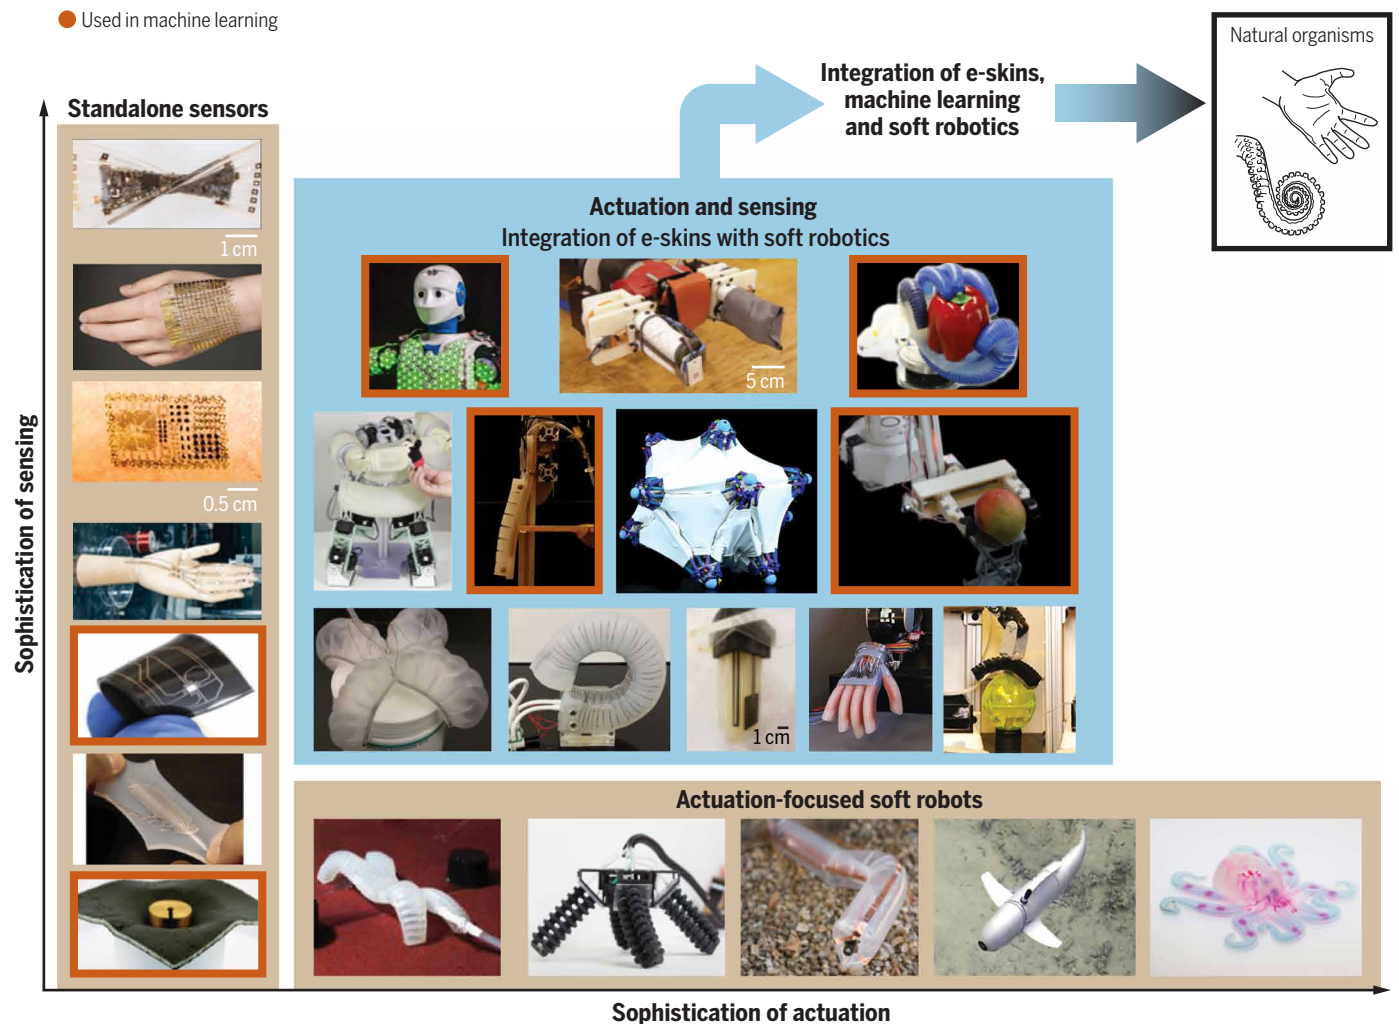 Used in machine learning
Natural organisms
Integration of e-skins,
machine learning
and soft robotics
Standalone sensors
1 cm
0.5 cm
Actuation and sensing
Integration of e-skins with soft robotics
5 cm
1 cm
Actuation-focused soft robots
Sophistication of sensing
Sophistication of actuation